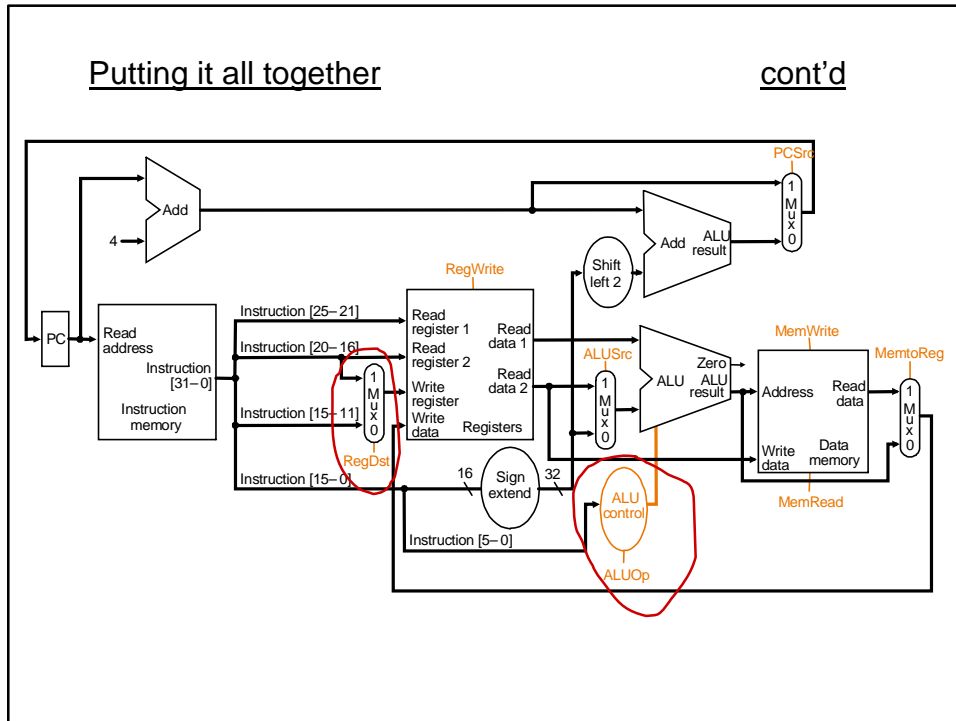 Putting it all together
cont'd
PCSrc
1
M
u
x
0
Add
4
Add
ALU
result
Shift
left 2
RegWrite
PC
Read
address
Instruction
[31–0]
Instruction
memory
Instruction [25–21]
Instruction [20–16]
Instruction [15–11]
Instruction [15–0]
1
M
u
x
0
RegDst
Read
register 1
Read
register 2
Write
register
Write
data
Read
data 1
Read
data 2
Registers
ALUSrc
1
M
u
x
0
Zero
ALU
ALU
result
MemWrite
Address
Read
data
Write
data
Data
memory
MemRead
MemtoReg
1
M
u
x
0
16
Sign
extend
32
Instruction [5–0]
ALU
control
ALUOp